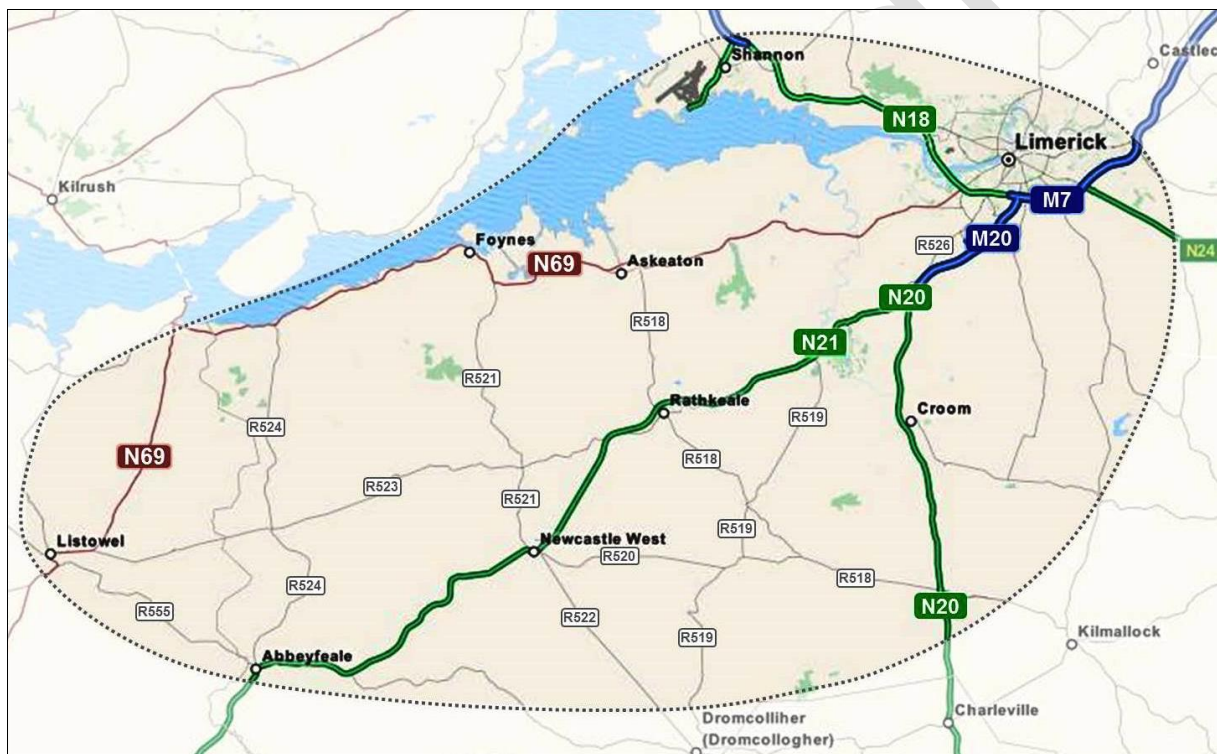 Shannon
Castlec
N18
Limerick
Kilrush
M7
Foynes
R526
M20
N24
N69
Askeaton
N20
R518
N21
R521
Rathkeale
R519
Croom
R524
N69
R518
R523
R521
R519
Listowel
Newcastle West
R520
R518
R524
R555
N20
R522
R519
Kilmallock
Abbeyfeale
Dromcolliher
(Dromcollogher)
Charleville